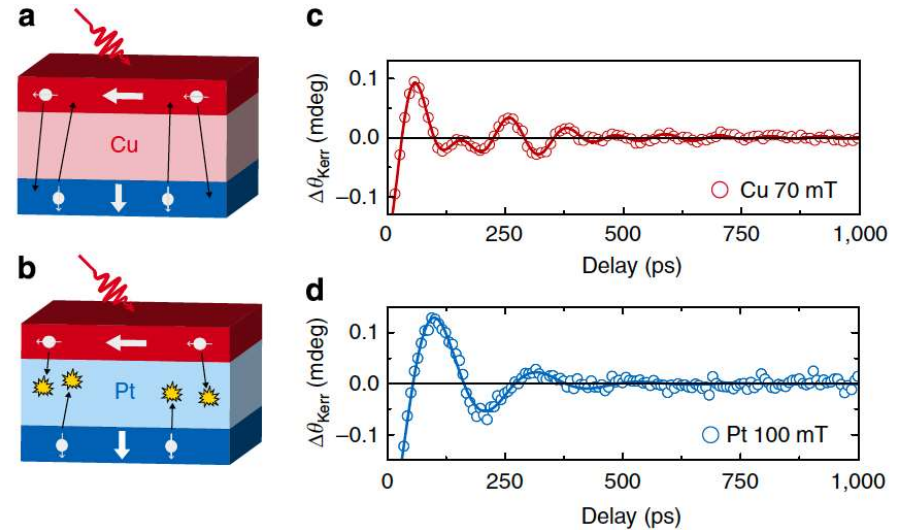 a
Cu
b
Pt
c
Δθ_Kerr (mdeg)
0.1
0.0
−0.1
Cu 70 mT
0 250 500 750 1,000
Delay (ps)
d
Δθ_Kerr (mdeg)
0.1
0.0
−0.1
Pt 100 mT
0 250 500 750 1,000
Delay (ps)